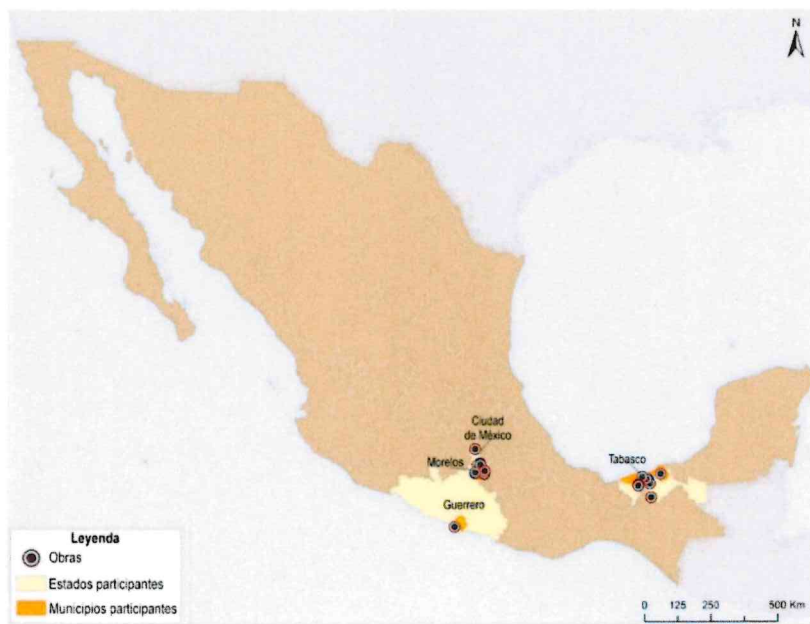 N
Ciudad
de México
Morelos
Tabasco
Guerrero
Leyenda
Obras
Estados participantes
Municipios participantes
0 125 250 500 Km